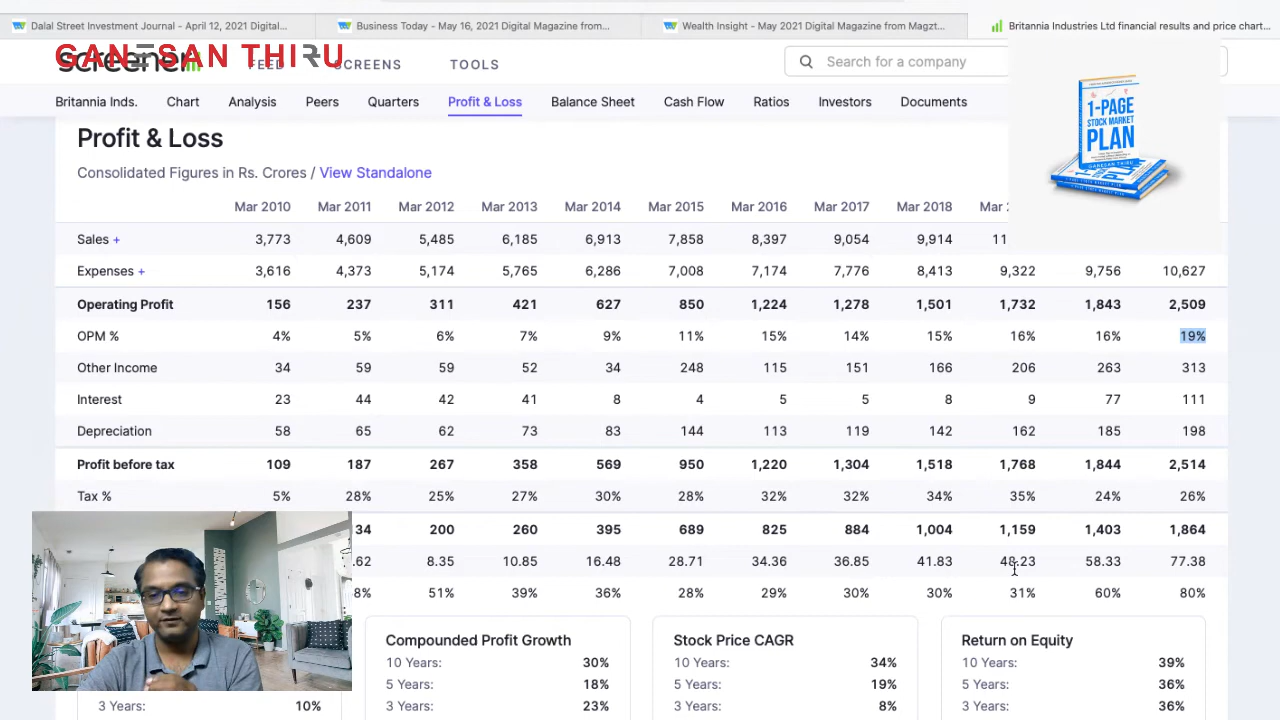 Dalal Street Investment Journal - April 12, 2021 Digital...
Business Today - May 16, 2021 Digital Magazine from...
Wealth Insight - May 2021 Digital Magazine from Magzt...
Britannia Industries Ltd financial results and price chart...
GANESAN THIRU
screener
FEED SCREENS TOOLS
Search for a company
Britannia Inds. Chart Analysis Peers Quarters Profit & Loss Balance Sheet Cash Flow Ratios Investors Documents
1-PAGE
STOCK MARKET
PLAN
GANESAN THIRU
Profit & Loss
Consolidated Figures in Rs. Crores / View Standalone
Mar 2010 Mar 2011 Mar 2012 Mar 2013 Mar 2014 Mar 2015 Mar 2016 Mar 2017 Mar 2018 Mar
Sales + 3,773 4,609 5,485 6,185 6,913 7,858 8,397 9,054 9,914 11
Expenses + 3,616 4,373 5,174 5,765 6,286 7,008 7,174 7,776 8,413 9,322 9,756 10,627
Operating Profit 156 237 311 421 627 850 1,224 1,278 1,501 1,732 1,843 2,509
OPM % 4% 5% 6% 7% 9% 11% 15% 14% 15% 16% 16% 19%
Other Income 34 59 59 52 34 248 115 151 166 206 263 313
Interest 23 44 42 41 8 4 5 5 8 9 77 111
Depreciation 58 65 62 73 83 144 113 119 142 162 185 198
Profit before tax 109 187 267 358 569 950 1,220 1,304 1,518 1,768 1,844 2,514
Tax % 5% 28% 25% 27% 30% 28% 32% 32% 34% 35% 24% 26%
34 200 260 395 689 825 884 1,004 1,159 1,403 1,864
.62 8.35 10.85 16.48 28.71 34.36 36.85 41.83 48.23 58.33 77.38
8% 51% 39% 36% 28% 29% 30% 30% 31% 60% 80%
Compounded Profit Growth Stock Price CAGR Return on Equity
10 Years: 30% 10 Years: 34% 10 Years: 39%
5 Years: 18% 5 Years: 19% 5 Years: 36%
3 Years: 10% 3 Years: 23% 3 Years: 8% 3 Years: 36%